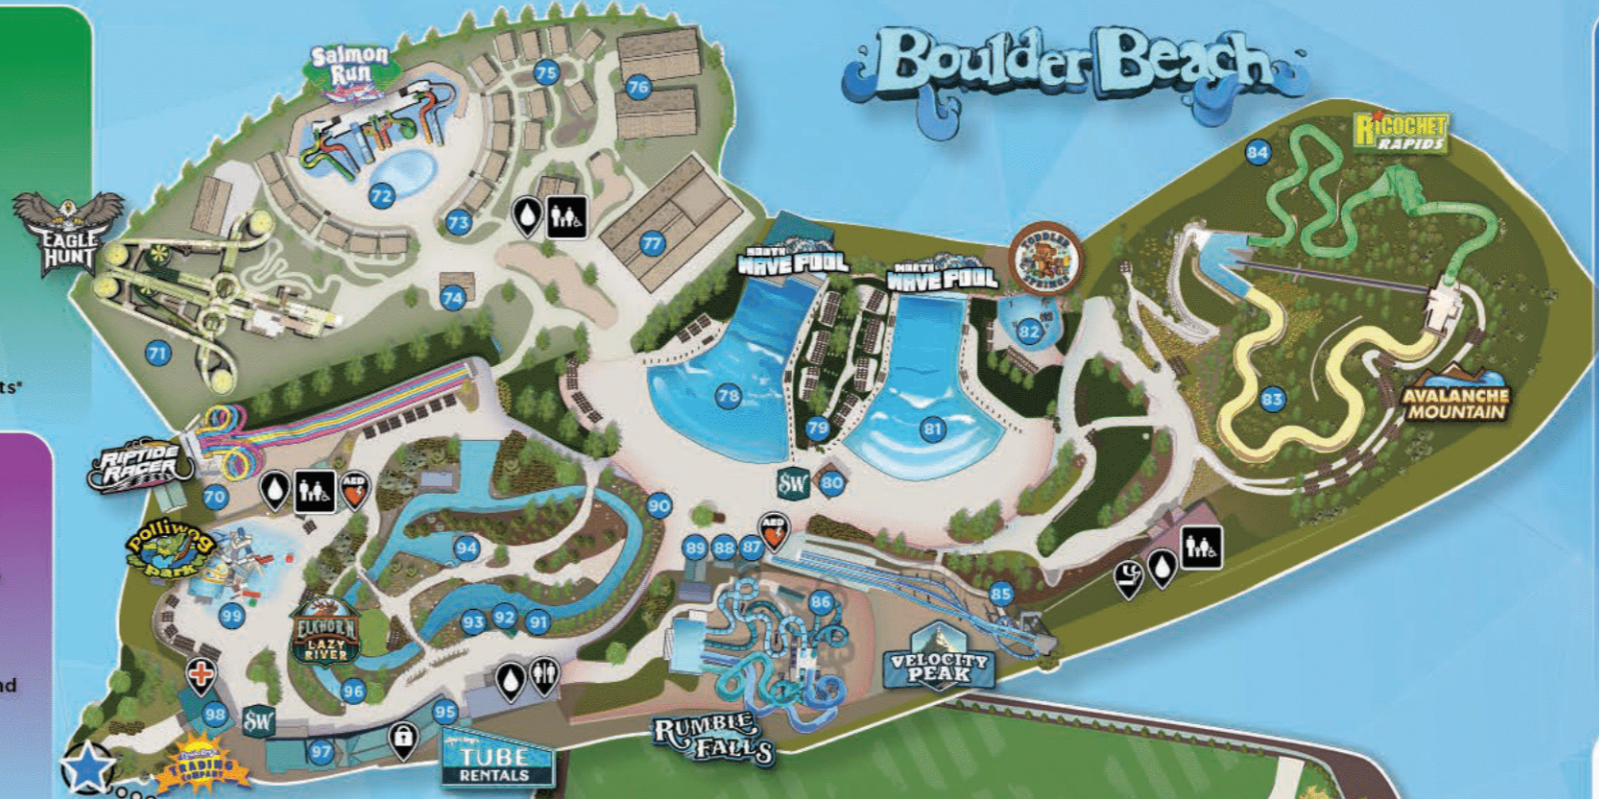 Boulder Beach
Salmon
Run
75
76
RICOCHET
RAPIDS
84
72
73
EAGLE
HUNT
77
NORTH
WAVE POOL
NORTH
WAVE POOL
TODDLER
SPRINGS
74
82
71
ts*
78
79
81
83
AVALANCHE
MOUNTAIN
RIPTIDE
RACER
70
AED
SW
80
90
Polliwog
Park
94
89
88
87
AED
99
ELKHORN
LAZY
RIVER
93
92
91
86
85
VELOCITY
PEAK
nd
96
98
SW
95
97
TRADING
COMPANY
TUBE
RENTALS
RUMBLE
FALLS